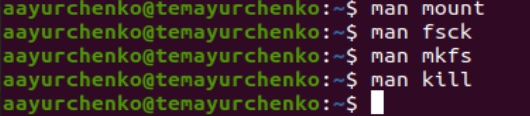 aayurchenko@temayurchenko:~$ man mount
aayurchenko@temayurchenko:~$ man fsck
aayurchenko@temayurchenko:~$ man mkfs
aayurchenko@temayurchenko:~$ man kill
aayurchenko@temayurchenko:~$